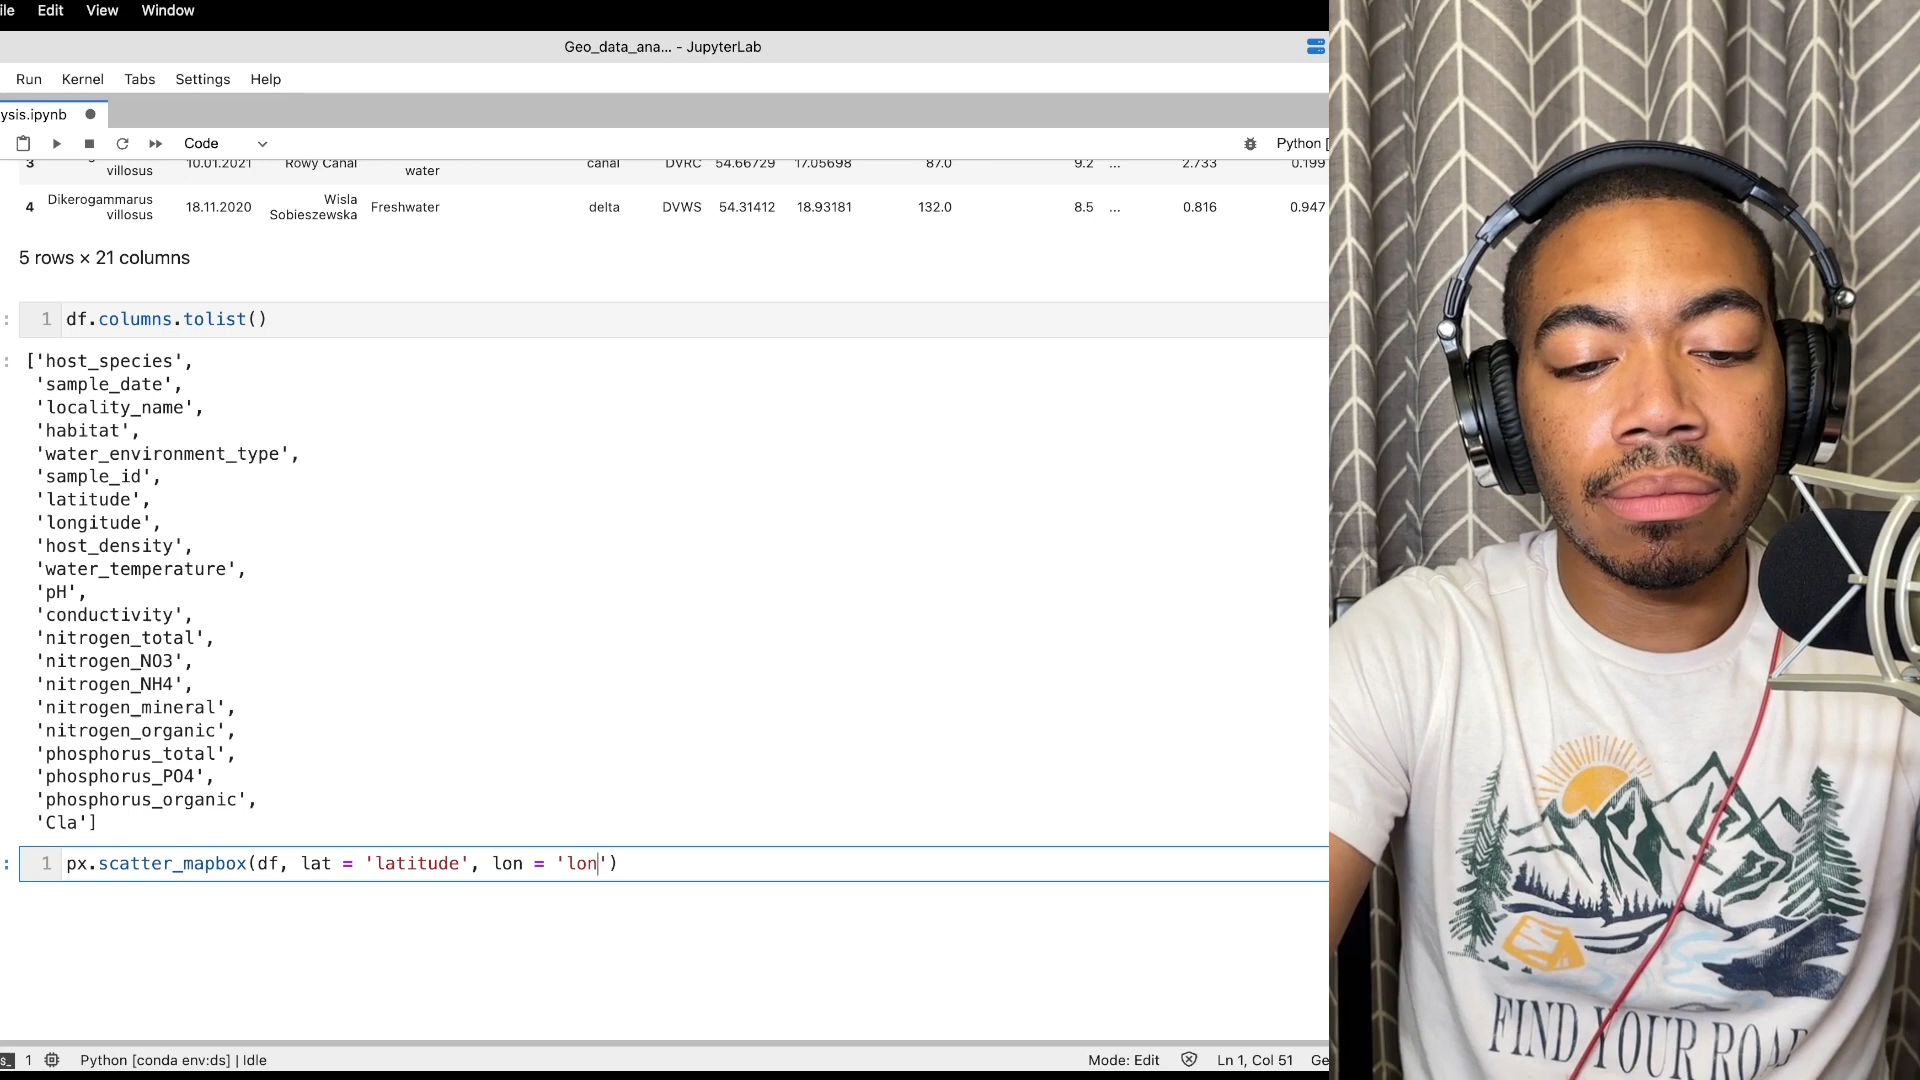 ile Edit View Window
Geo_data_ana... - JupyterLab
Run Kernel Tabs Settings Help
ysis.ipynb
Code
Python [
3 villosus 10.01.2021 Rowy Canal water canal DVRC 54.66729 17.05698 87.0 9.2 ... 2.733 0.199
Dikerogammarus Wisla
4 villosus 18.11.2020 Sobieszewska Freshwater delta DVWS 54.31412 18.93181 132.0 8.5 ... 0.816 0.947
5 rows × 21 columns
: 1 df.columns.tolist()
: ['host_species',
'sample_date',
'locality_name',
'habitat',
'water_environment_type',
'sample_id',
'latitude',
'longitude',
'host_density',
'water_temperature',
'pH',
'conductivity',
'nitrogen_total',
'nitrogen_NO3',
'nitrogen_NH4',
'nitrogen_mineral',
'nitrogen_organic',
'phosphorus_total',
'phosphorus_PO4',
'phosphorus_organic',
'Cla']
: 1 px.scatter_mapbox(df, lat = 'latitude', lon = 'lon')
s_ 1 Python [conda env:ds] | Idle Mode: Edit Ln 1, Col 51 Ge
FIND YOUR ROA